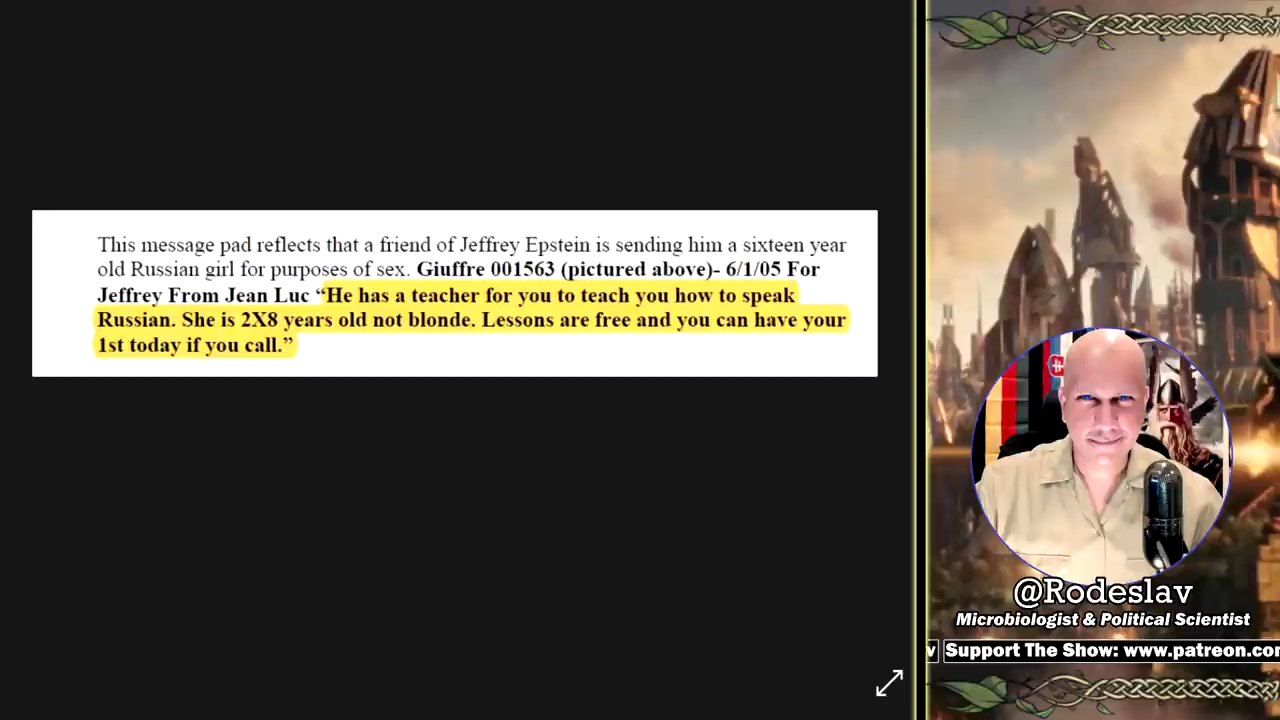 This message pad reflects that a friend of Jeffrey Epstein is sending him a sixteen year
old Russian girl for purposes of sex. Giuffre 001563 (pictured above)- 6/1/05 For
Jeffrey From Jean Luc “He has a teacher for you to teach you how to speak
Russian. She is 2X8 years old not blonde. Lessons are free and you can have your
1st today if you call.”
@Rodeslav
Microbiologist & Political Scientist
v Support The Show: www.patreon.com